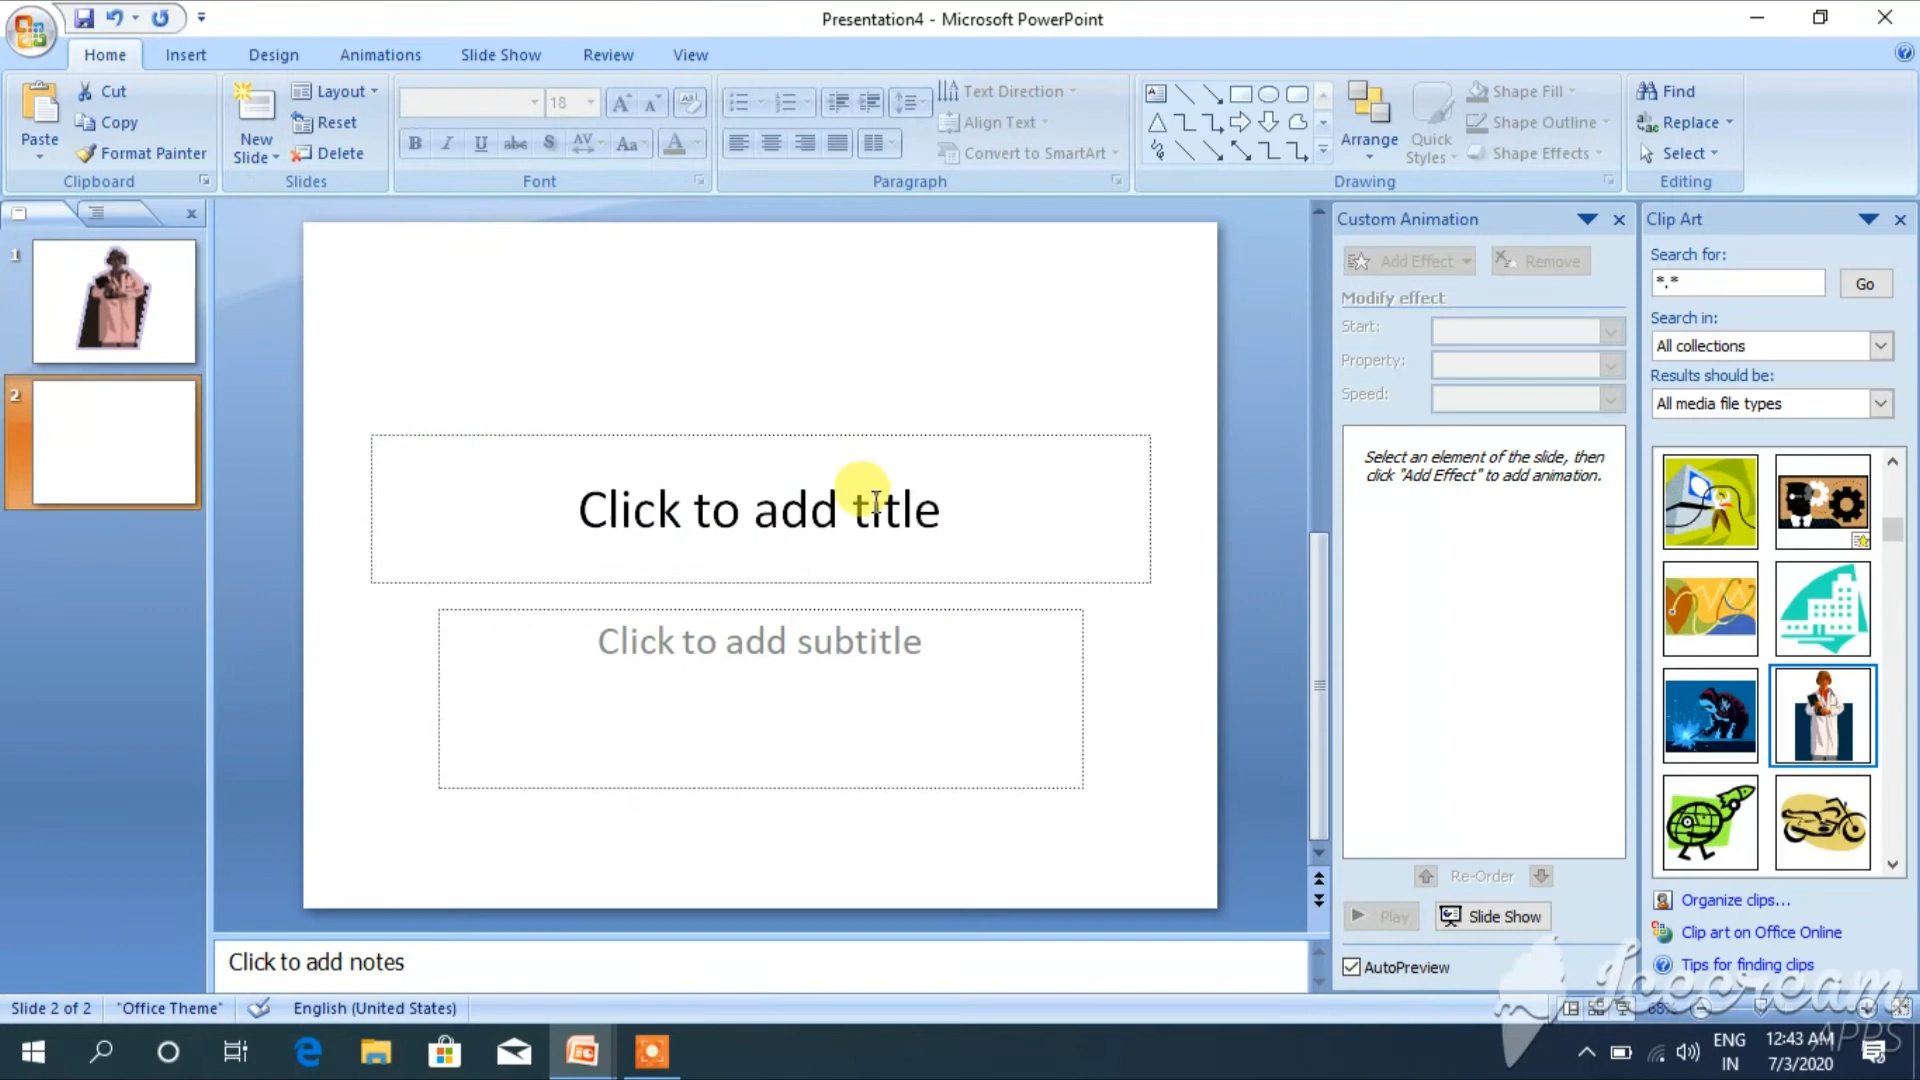 Presentation4 - Microsoft PowerPoint
Home Insert Design Animations Slide Show Review View
Paste
Cut
Copy
Format Painter
Clipboard
New Slide
Layout
Reset
Delete
Slides
18
B I U abc S AV Aa A
Font
Text Direction
Align Text
Convert to SmartArt
Paragraph
Arrange
Quick Styles
Shape Fill
Shape Outline
Shape Effects
Drawing
Find
Replace
Select
Editing
1
2
Click to add title
Click to add subtitle
Click to add notes
Custom Animation
Add Effect
Remove
Modify effect
Start:
Property:
Speed:
Select an element of the slide, then
click "Add Effect" to add animation.
Re-Order
Play
Slide Show
AutoPreview
Clip Art
Search for:
*.*
Go
Search in:
All collections
Results should be:
All media file types
Organize clips...
Clip art on Office Online
Tips for finding clips
Icecream
APPS
Slide 2 of 2 "Office Theme" English (United States) 68%
ENG
IN
12:43 AM
7/3/2020